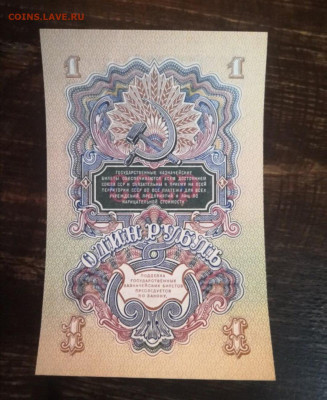 COINS.LAVE.RU
1 1
ГОСУДАРСТВЕННЫЕ КАЗНАЧЕЙСКИЕ
БИЛЕТЫ ОБЕСПЕЧИВАЮТСЯ ВСЕМ ДОСТОЯНИЕМ
СОЮЗА ССР И ОБЯЗАТЕЛЬНЫ К ПРИЕМУ НА ВСЕЙ
ТЕРРИТОРИИ СССР ВО ВСЕ ПЛАТЕЖИ ДЛЯ ВСЕХ
УЧРЕЖДЕНИЙ, ПРЕДПРИЯТИЙ И ЛИЦ ПО
НАРИЦАТЕЛЬНОЙ СТОИМОСТИ
ОДИН РУБЛЬ
ПОДДЕЛКА
ГОСУДАРСТВЕННЫХ
КАЗНАЧЕЙСКИХ БИЛЕТОВ
ПРЕСЛЕДУЕТСЯ
ПО ЗАКОНУ.
1 1